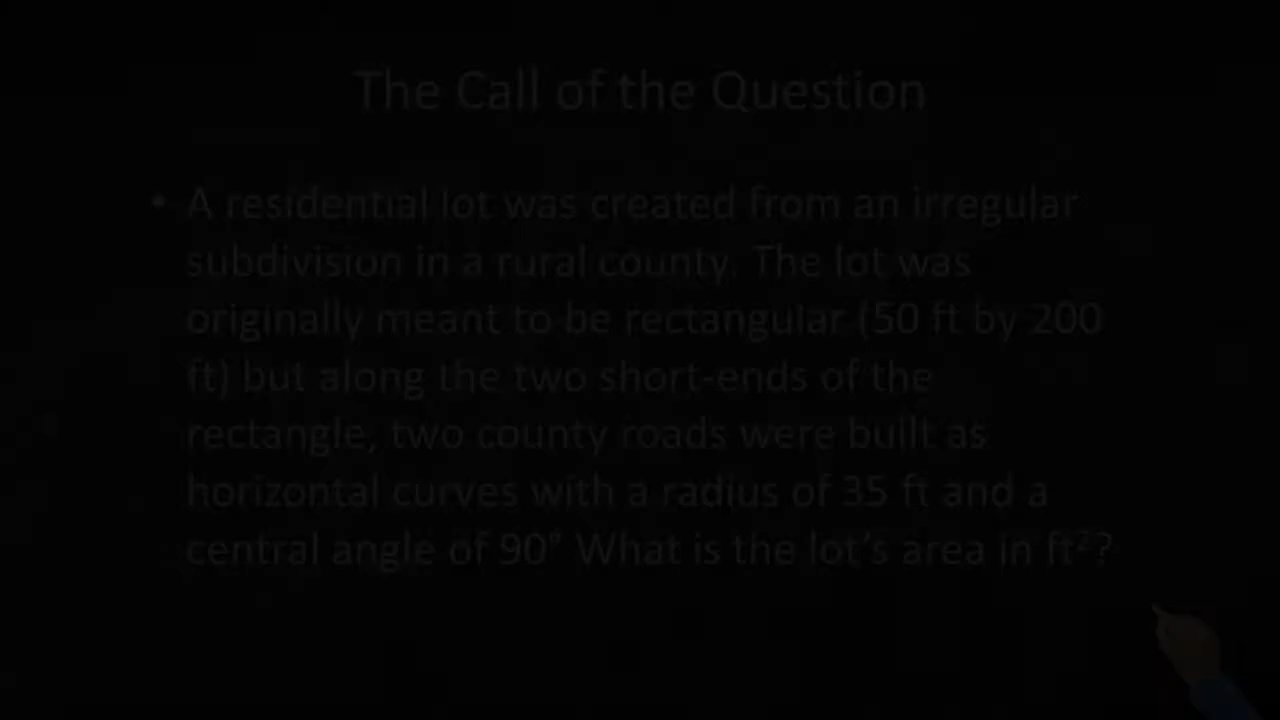 The Call of the Question
• A residential lot was created from an irregular
subdivision in a rural county. The lot was
originally meant to be rectangular (50 ft by 200
ft) but along the two short-ends of the
rectangle, two county roads were built as
horizontal curves with a radius of 35 ft and a
central angle of 90° What is the lot's area in ft²?